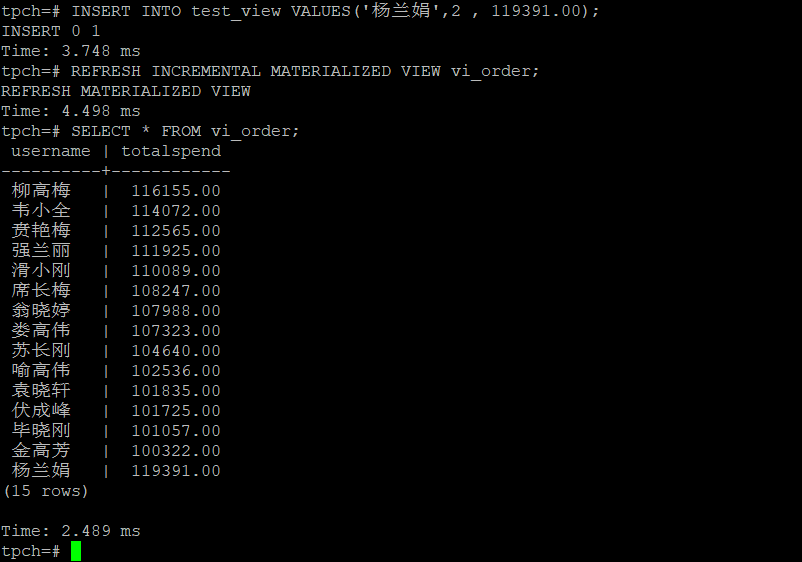 tpch=# INSERT INTO test_view VALUES('杨兰娟',2 , 119391.00);
INSERT 0 1
Time: 3.748 ms
tpch=# REFRESH INCREMENTAL MATERIALIZED VIEW vi_order;
REFRESH MATERIALIZED VIEW
Time: 4.498 ms
tpch=# SELECT * FROM vi_order;
 username | totalspend
----------+------------
 柳高梅   |  116155.00
 韦小全   |  114072.00
 贲艳梅   |  112565.00
 强兰丽   |  111925.00
 滑小刚   |  110089.00
 席长梅   |  108247.00
 翁晓婷   |  107988.00
 娄高伟   |  107323.00
 苏长刚   |  104640.00
 喻高伟   |  102536.00
 袁晓轩   |  101835.00
 伏成峰   |  101725.00
 毕晓刚   |  101057.00
 金高芳   |  100322.00
 杨兰娟   |  119391.00
(15 rows)

Time: 2.489 ms
tpch=#